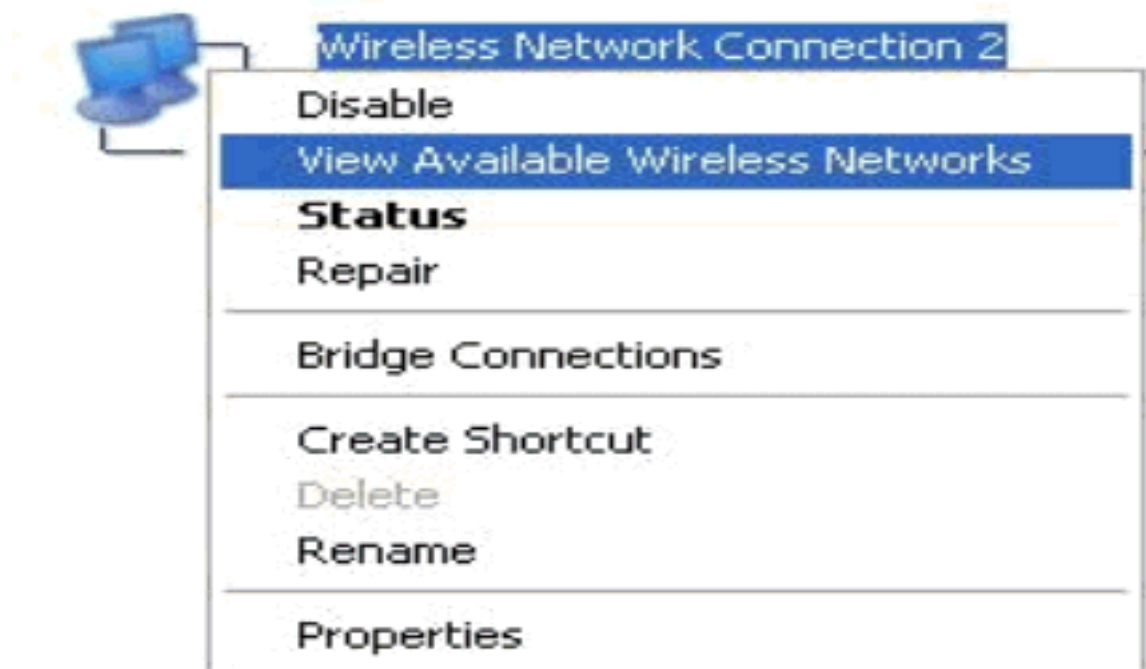 Wireless Network Connection 2
Disable
View Available Wireless Networks
Status
Repair
Bridge Connections
Create Shortcut
Delete
Rename
Properties